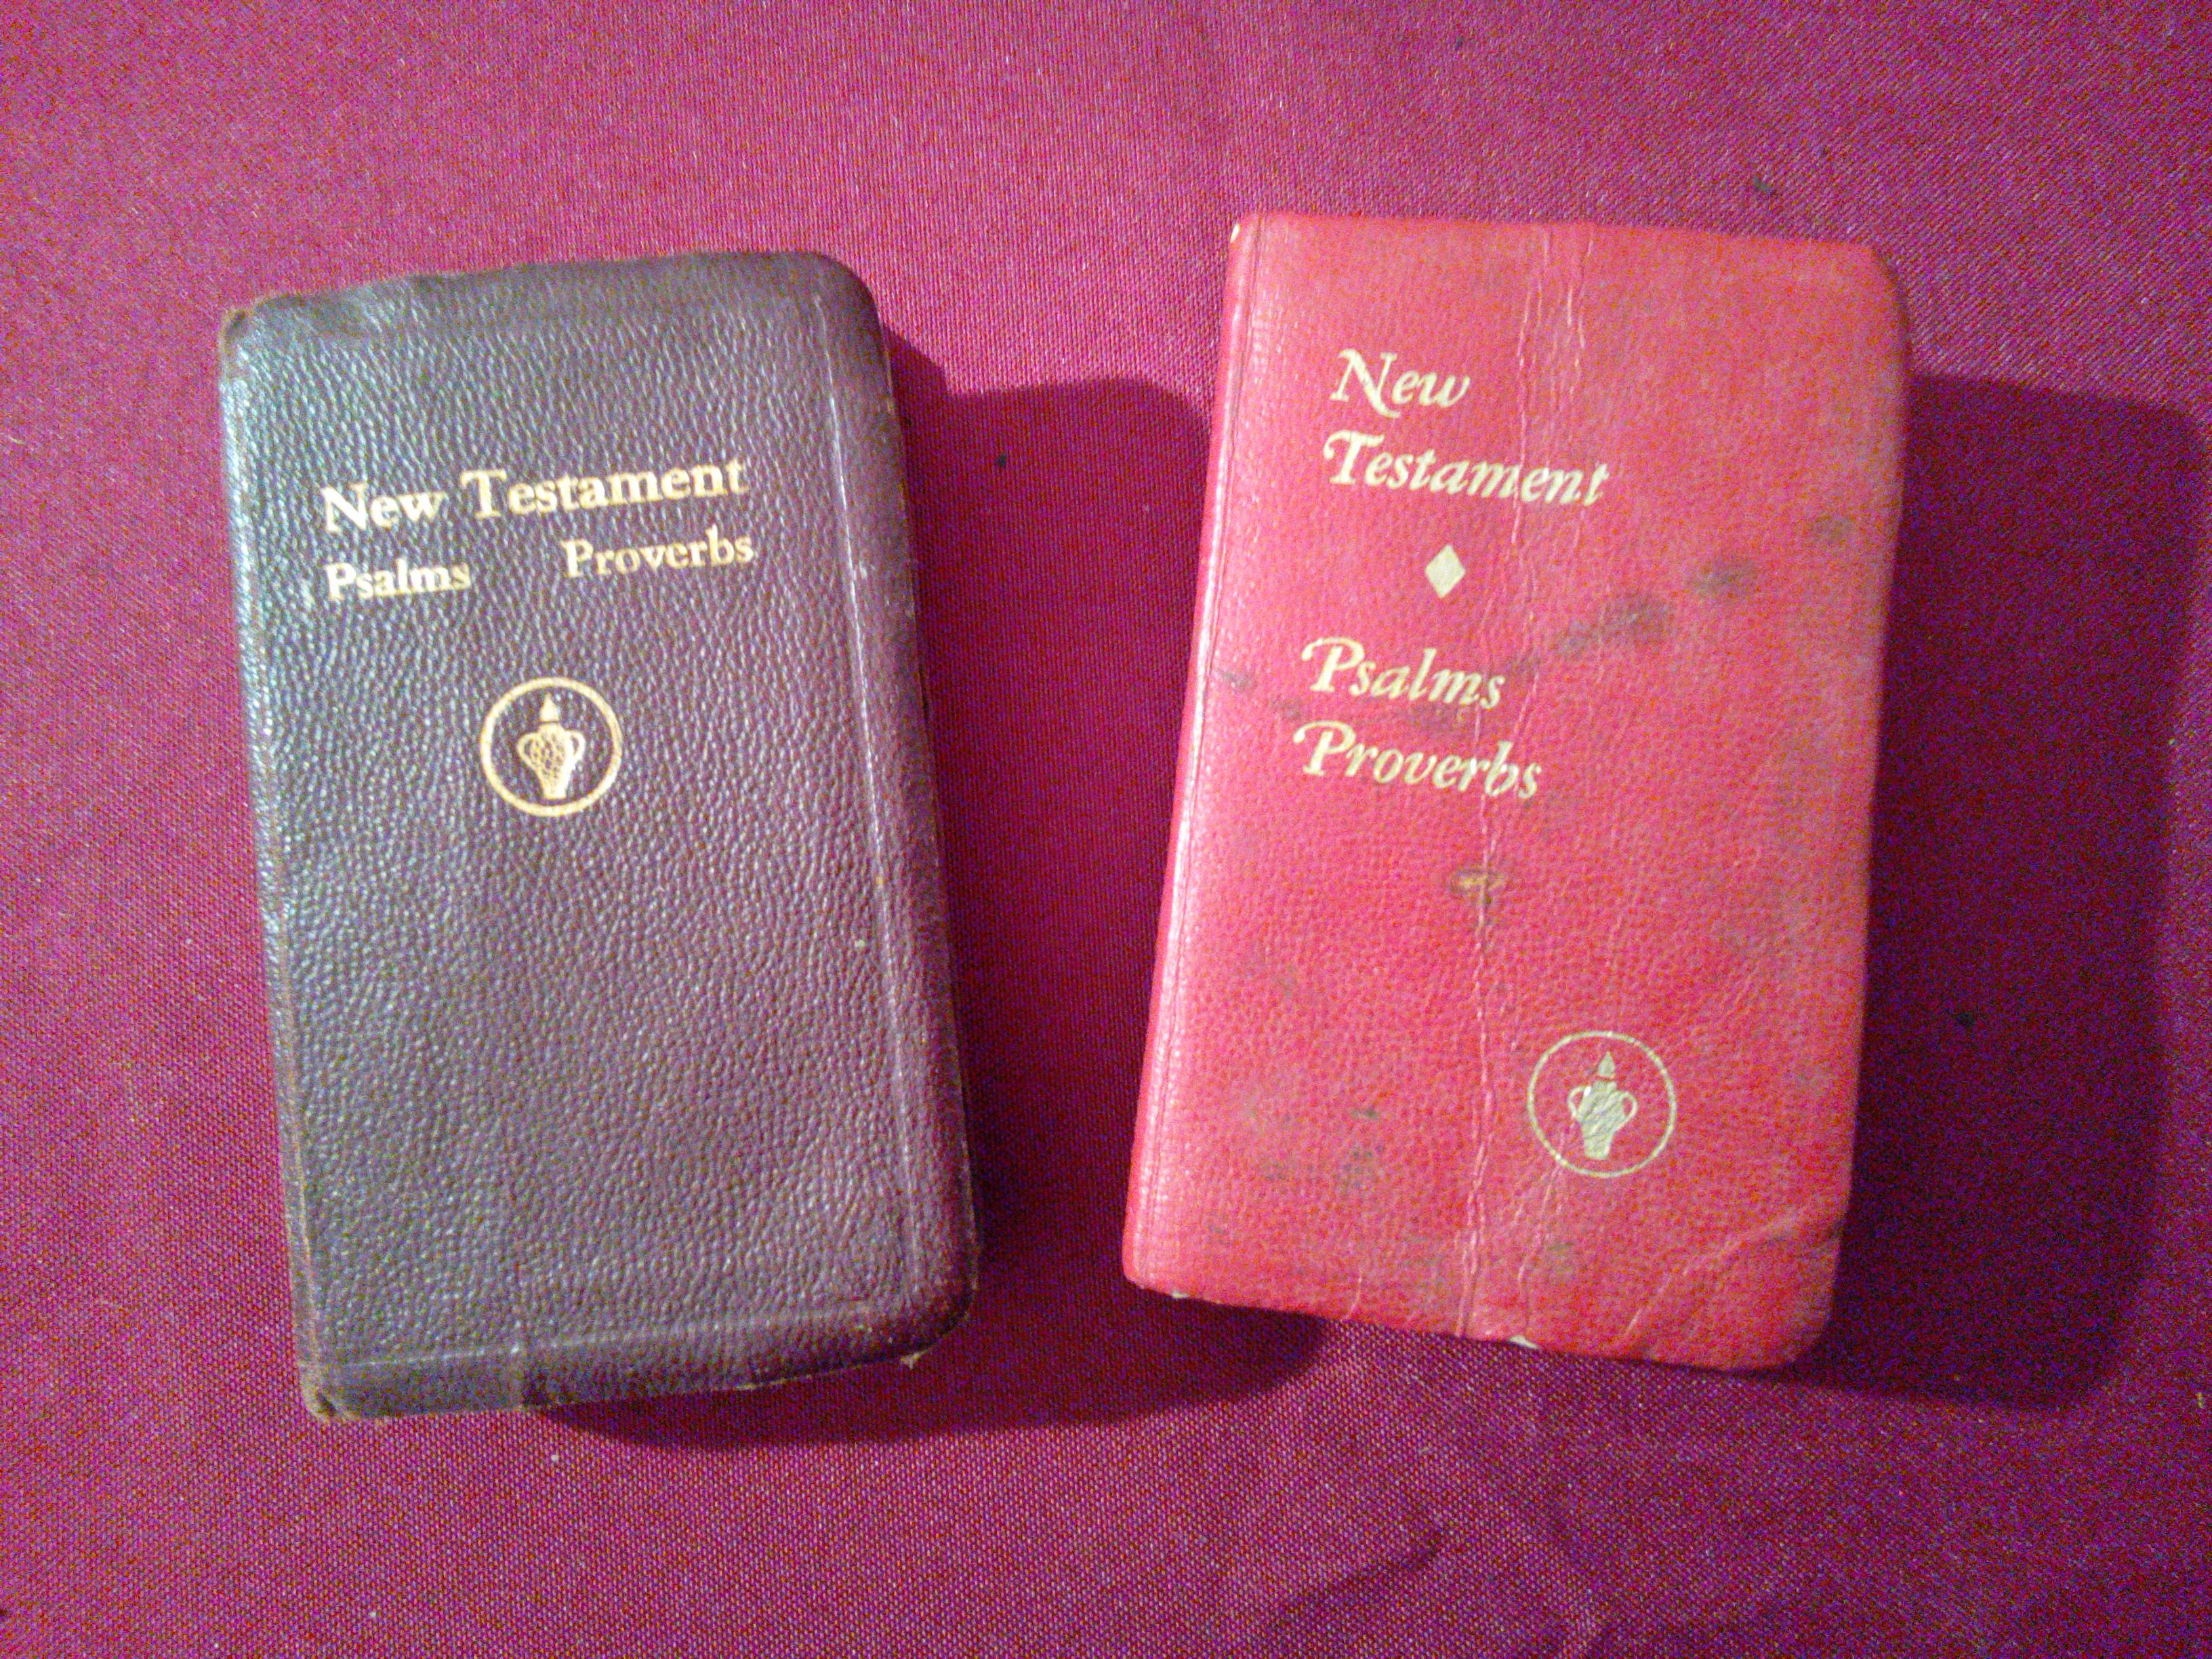 New Testament
Psalms Proverbs
New
Testament
Psalms
Proverbs